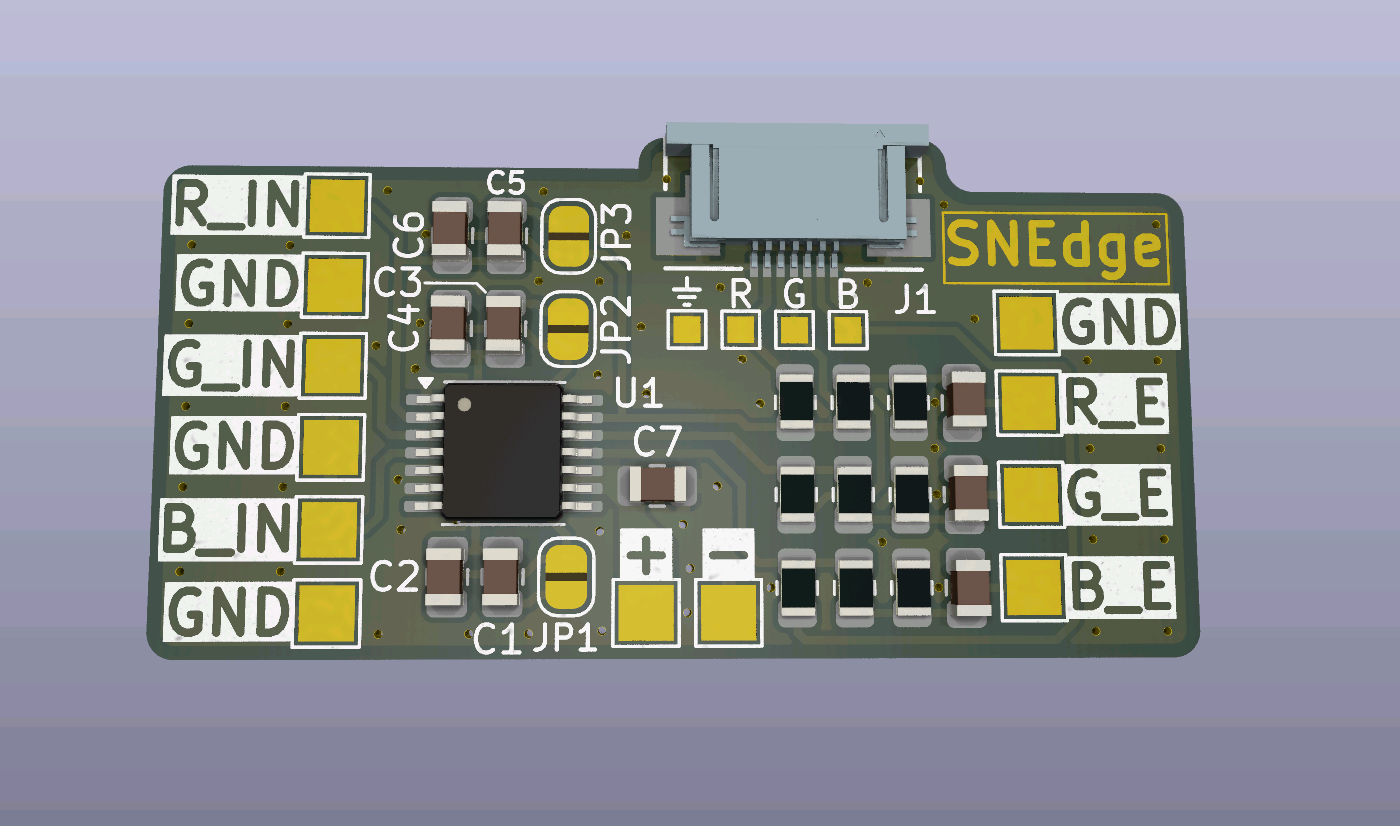 R_IN
GND
G_IN
GND
B_IN
GND
C5
C6
JP3
C3
C4
JP2
U1
C7
C2
C1
JP1
+
−
R
G
B
J1
SNEdge
GND
R_E
G_E
B_E